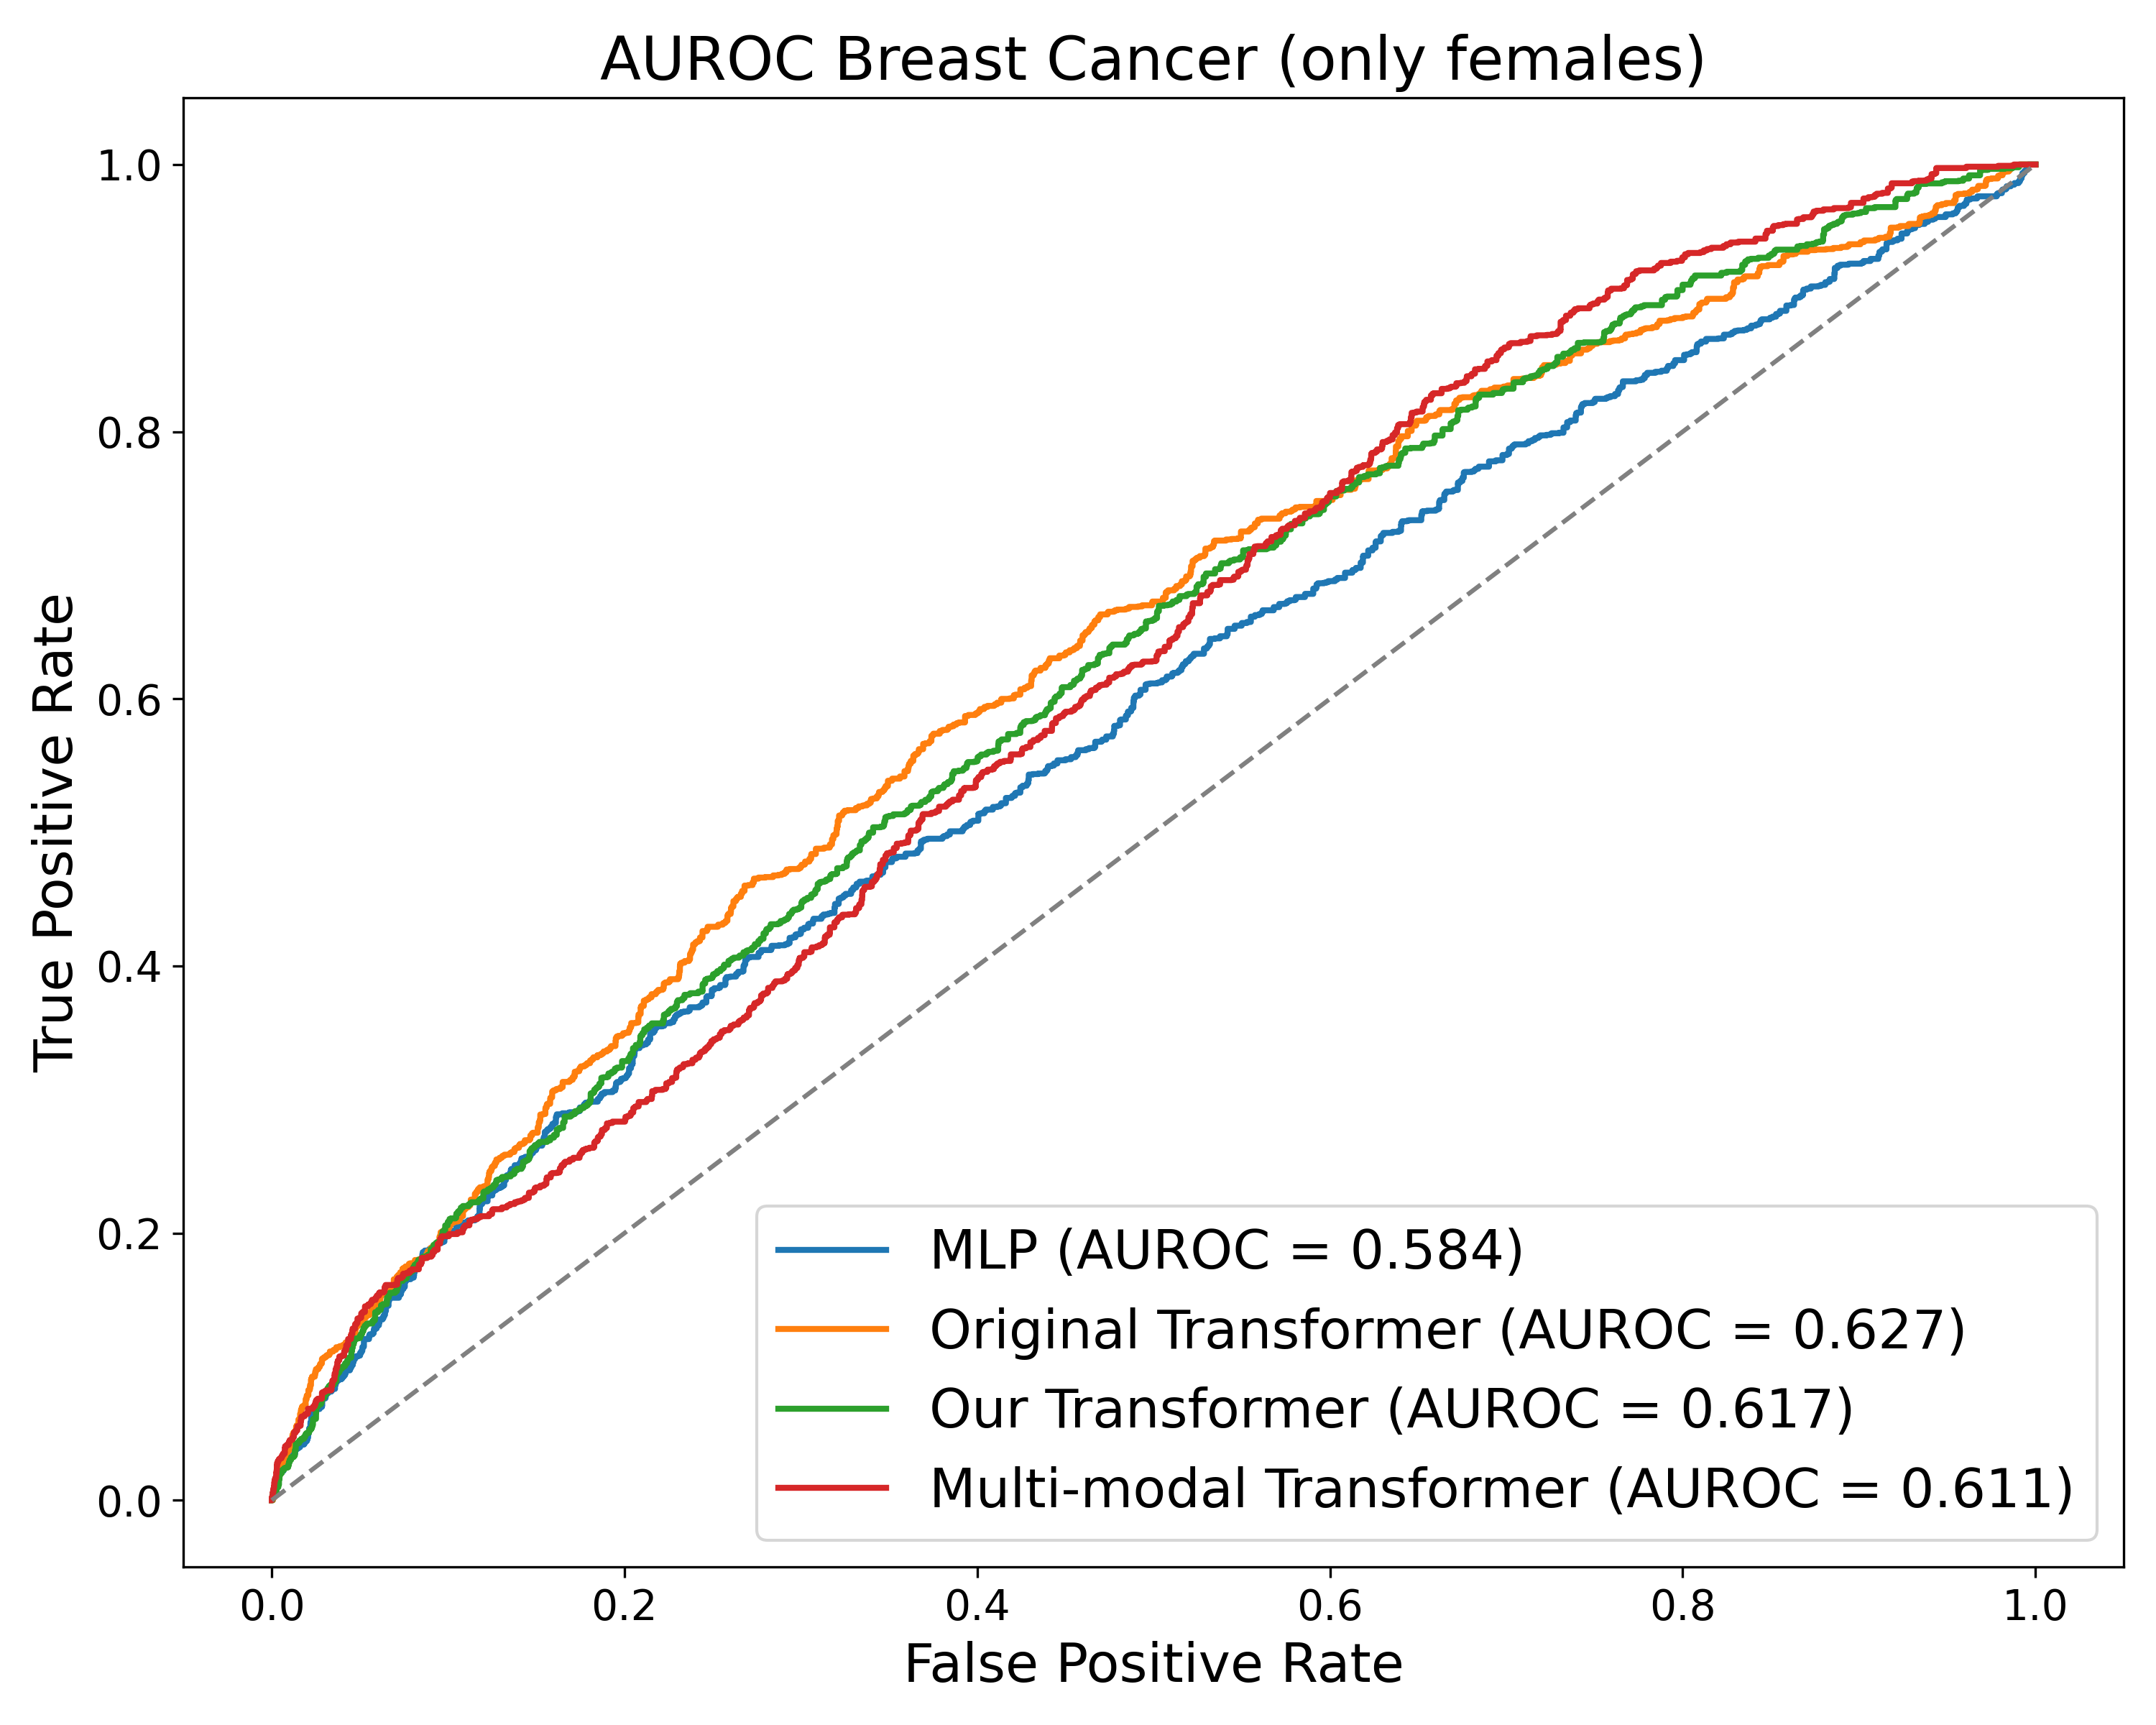 AUROC Breast Cancer (only females)
1.0
0.8
0.6
0.4
0.2
0.0
True Positive Rate
MLP (AUROC = 0.584)
Original Transformer (AUROC = 0.627)
Our Transformer (AUROC = 0.617)
Multi-modal Transformer (AUROC = 0.611)
0.0 0.2 0.4 0.6 0.8 1.0
False Positive Rate